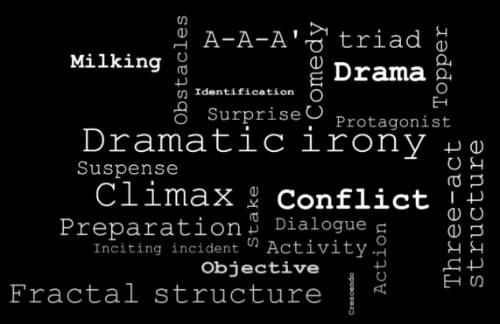 A-A-A' triad
Milking
Obstacles
Comedy
Topper
Drama
Identification
Surprise
Protagonist
Dramatic irony
Suspense
Climax
Stake
Conflict
Three-act
structure
Preparation
Dialogue
Inciting incident
Activity
Action
Objective
Crescendo
Fractal structure